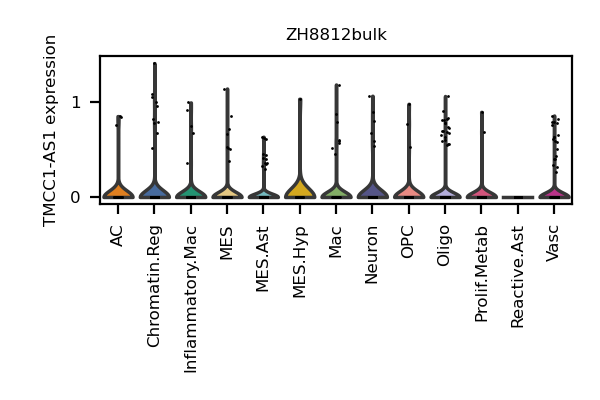 ZH8812bulk
TMCC1-AS1 expression
1
0
AC
Chromatin.Reg
Inflammatory.Mac
MES
MES.Ast
MES.Hyp
Mac
Neuron
OPC
Oligo
Prolif.Metab
Reactive.Ast
Vasc